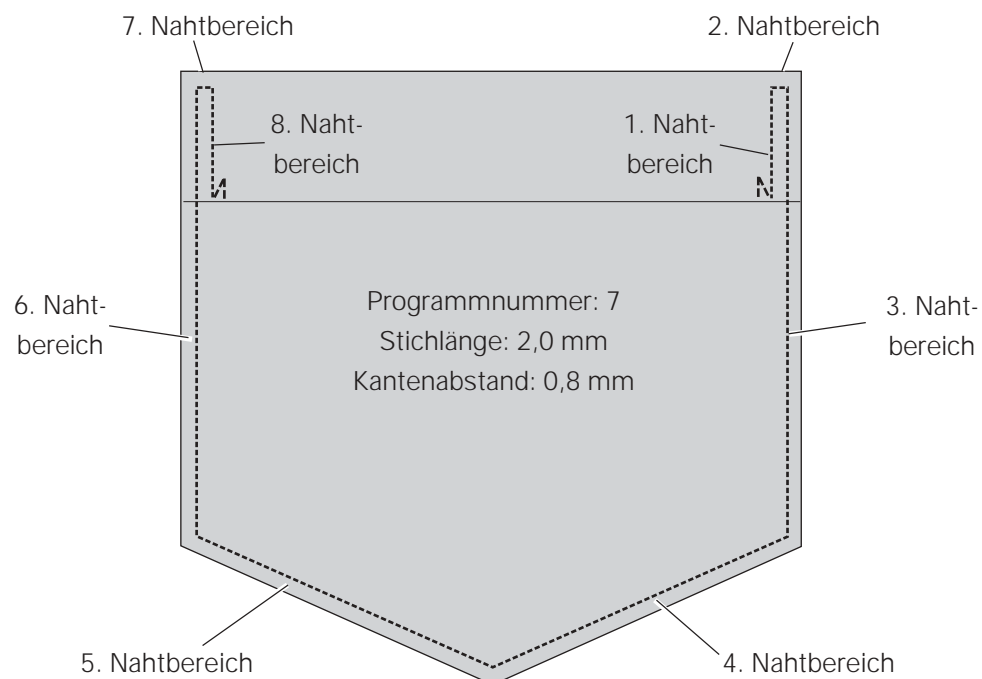 7. Nahtbereich
2. Nahtbereich
8. Naht-
bereich
1. Naht-
bereich
6. Naht-
bereich
Programmnummer: 7
Stichlänge: 2,0 mm
Kantenabstand: 0,8 mm
3. Naht-
bereich
5. Nahtbereich
4. Nahtbereich